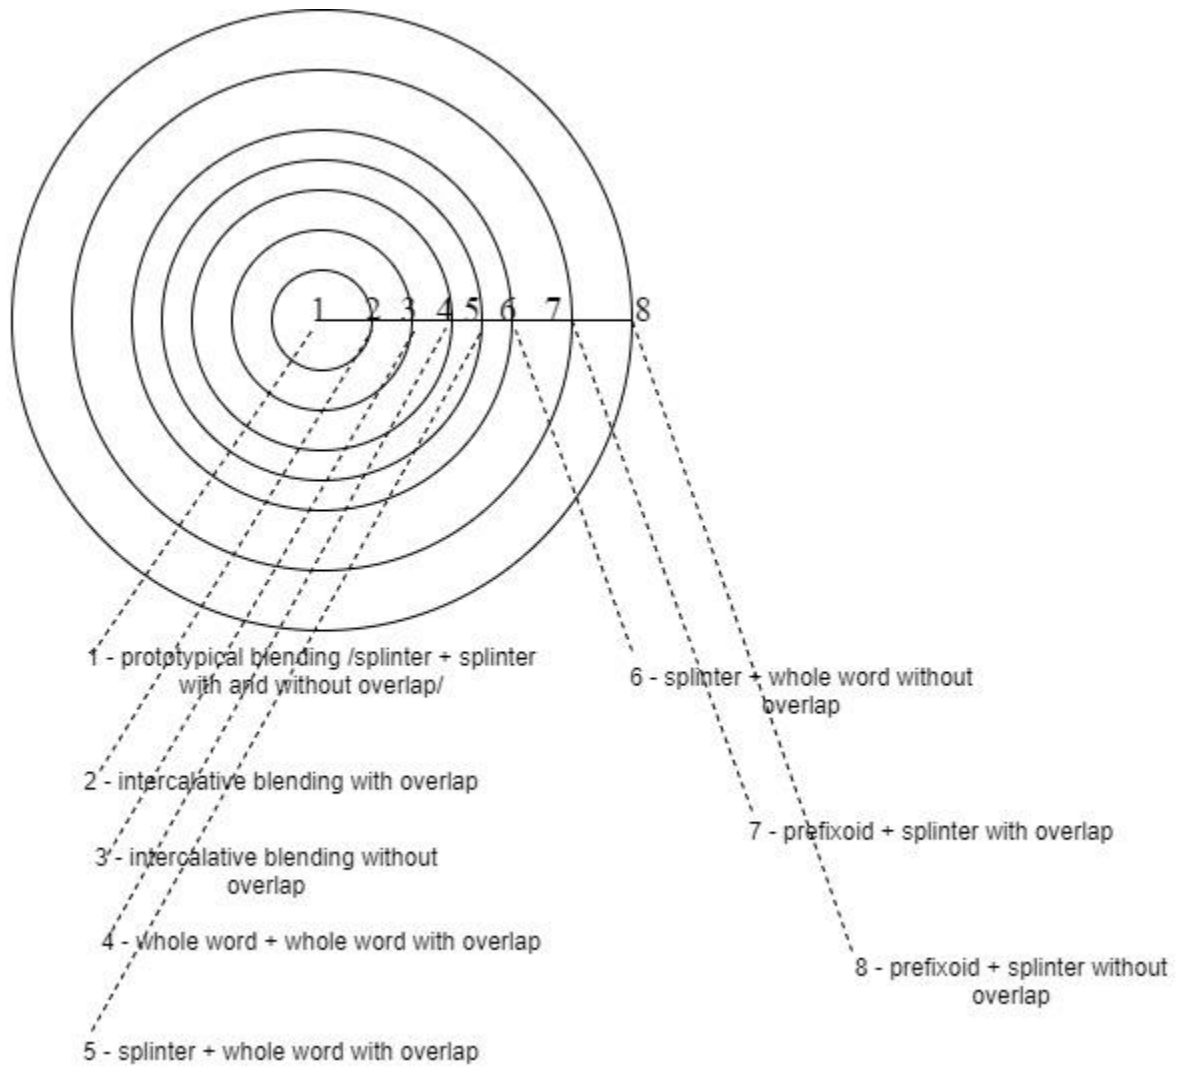 1 2 3 4 5 6 7 8
1 - prototypical blending /splinter + splinter
with and without overlap/
2 - intercalative blending with overlap
3 - intercalative blending without
overlap
4 - whole word + whole word with overlap
5 - splinter + whole word with overlap
6 - splinter + whole word without
overlap
7 - prefixoid + splinter with overlap
8 - prefixoid + splinter without
overlap